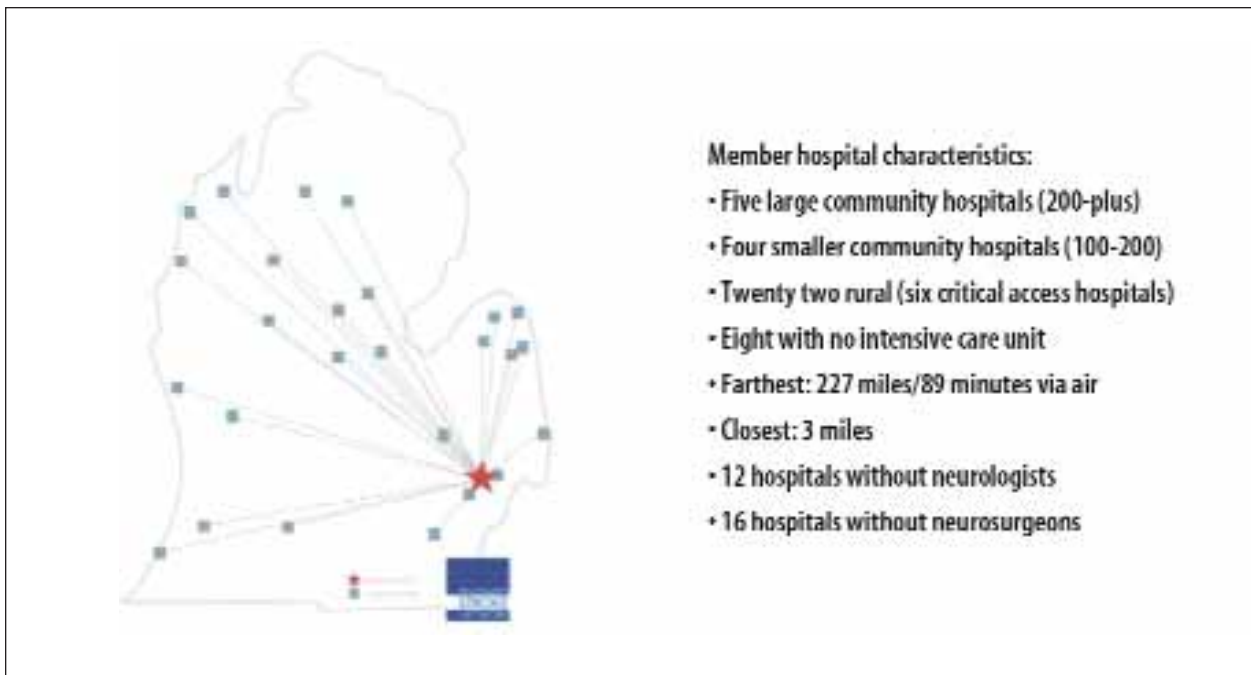 Member hospital characteristics:
• Five large community hospitals (200-plus)
• Four smaller community hospitals (100-200)
• Twenty two rural (six critical access hospitals)
• Eight with no intensive care unit
• Farthest: 227 miles/89 minutes via air
• Closest: 3 miles
• 12 hospitals without neurologists
• 16 hospitals without neurosurgeons